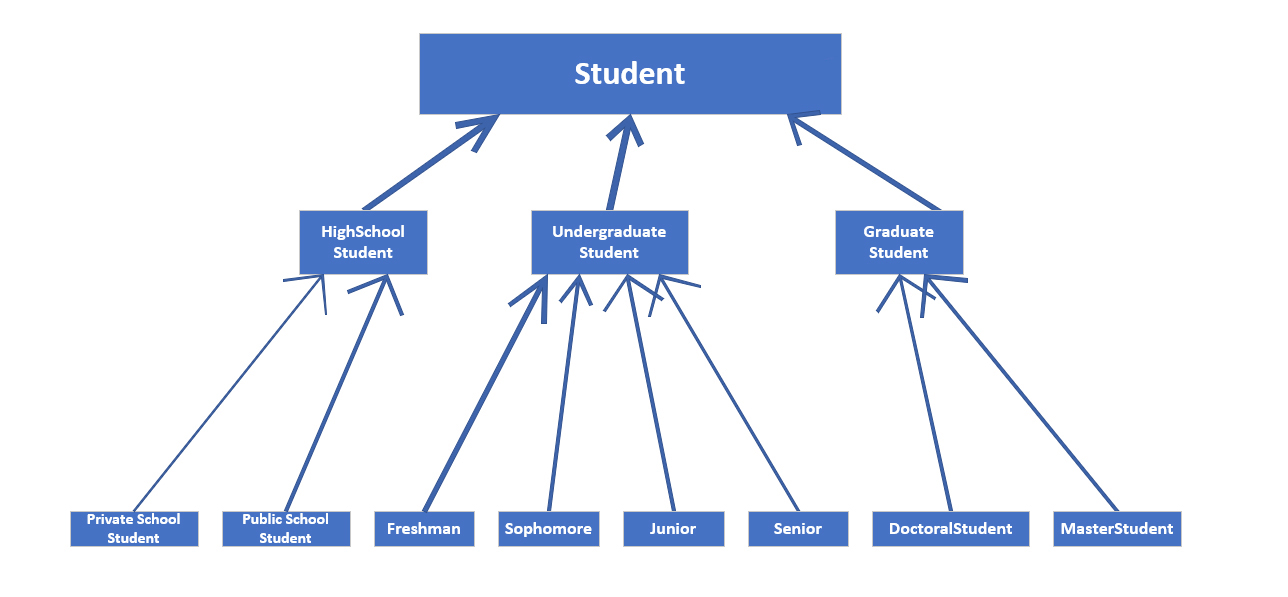 Student
HighSchool
Student
Undergraduate
Student
Graduate
Student
Private School
Student
Public School
Student
Freshman
Sophomore
Junior
Senior
DoctoralStudent
MasterStudent